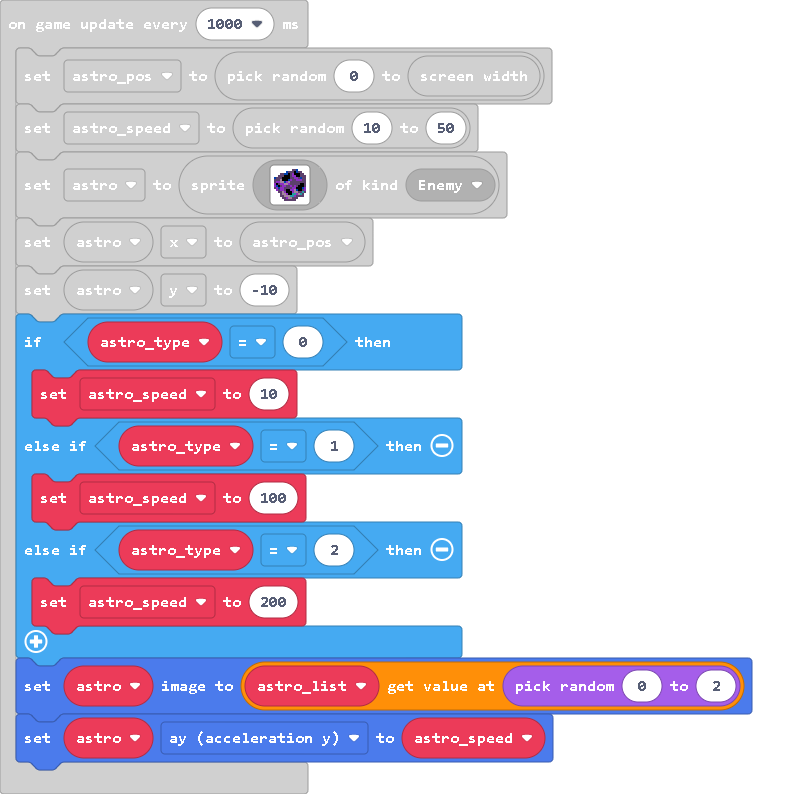 on game update every 1000 ms
set astro_pos to pick random 0 to screen width
set astro_speed to pick random 10 to 50
set astro to sprite of kind Enemy
set astro x to astro_pos
set astro y to -10
if astro_type = 0 then
set astro_speed to 10
else if astro_type = 1 then
set astro_speed to 100
else if astro_type = 2 then
set astro_speed to 200
set astro image to astro_list get value at pick random 0 to 2
set astro ay (acceleration y) to astro_speed